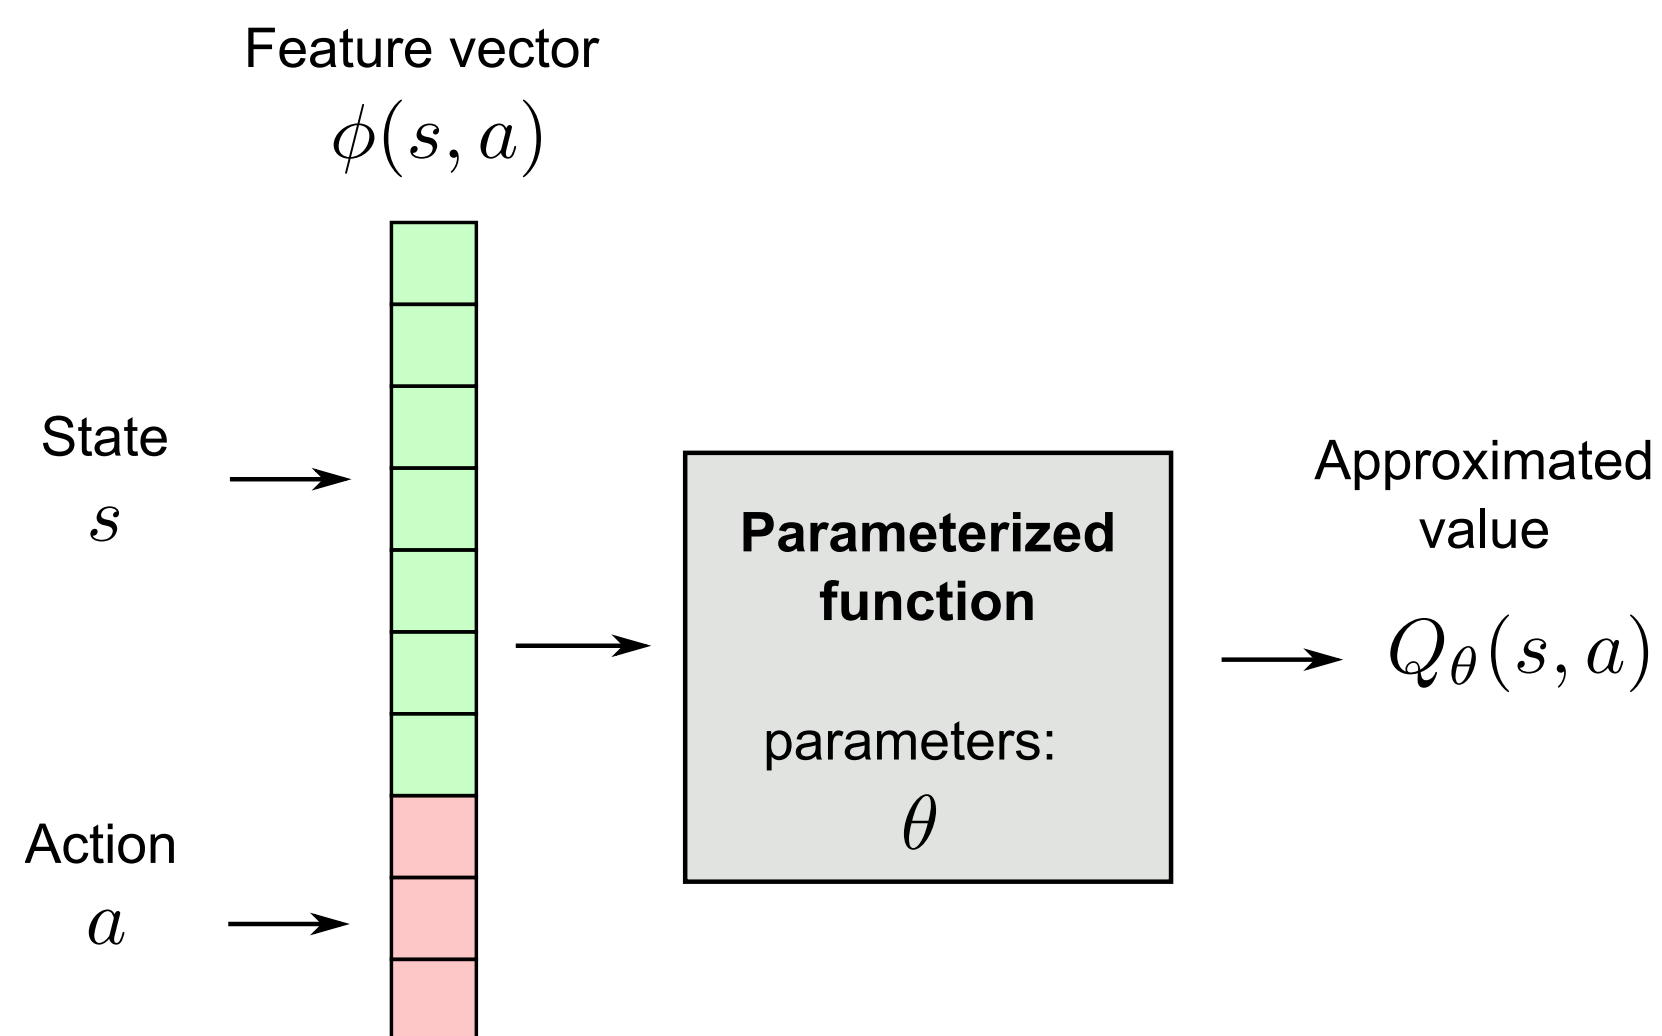 Feature vector
ϕ(s, a)
State
s
Action
a
Parameterized
function
parameters:
θ
Approximated
value
Q_θ(s, a)